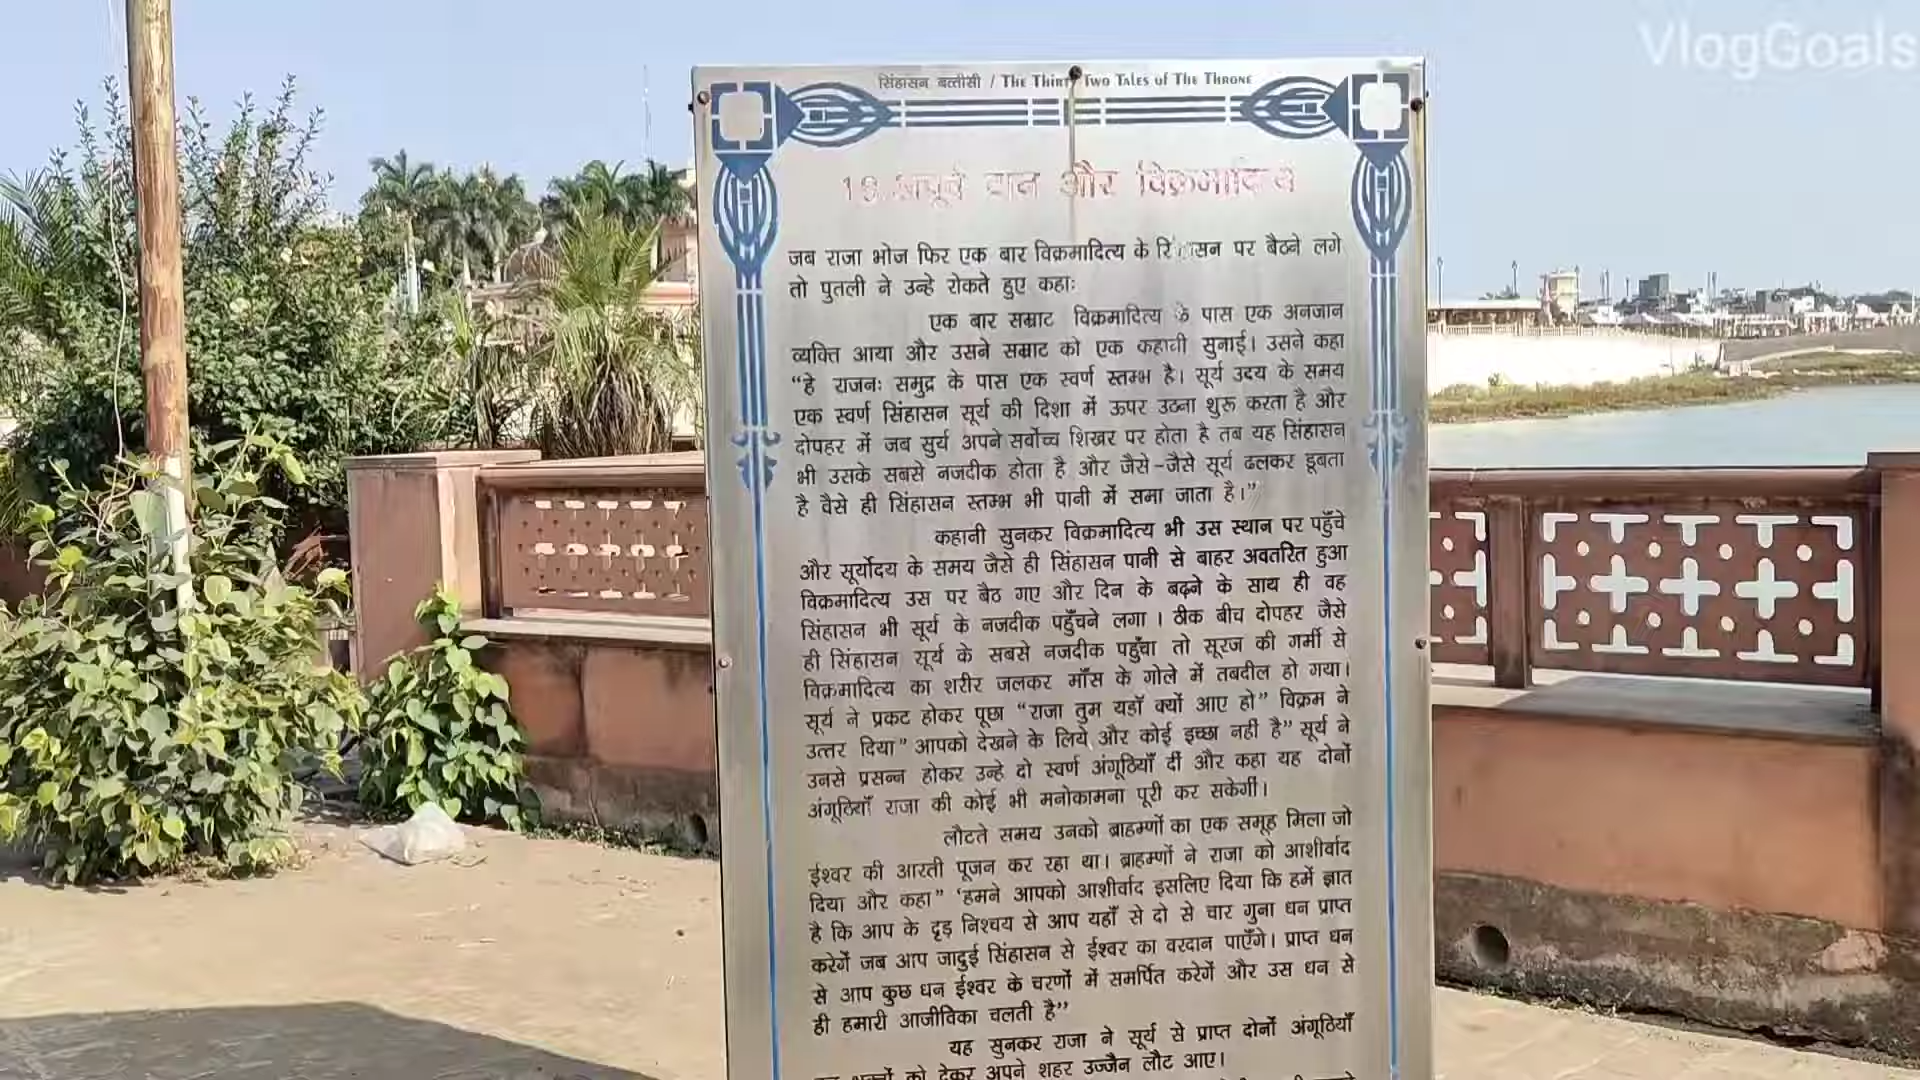 VlogGoals
सिंहासन बत्तीसी / The Thirty Two Tales of The Throne
और विक्रमादित्य
जब राजा भोज फिर एक बार विक्रमादित्य के पर बैठने लगे
तो पुतली ने उन्हे रोकते हुए कहाः
एक बार सम्राट विक्रमादित्य के पास एक अनजान
व्यक्ति आया और उसने सम्राट को एक सुनाई। उसने कहा
“हे राजनः समुद्र के पास एक स्वर्ण स्तम्भ है। सूर्य उदय के समय
एक स्वर्ण सिंहासन सूर्य की दिशा में ऊपर उठना शुरू करता है और
दोपहर में जब सुर्य अपने सर्वोच्च शिखर पर होता है तब यह सिंहासन
भी उसके सबसे नजदीक होता है और जैसे-जैसे सूर्य ढलकर डूबता
है वैसे ही सिंहासन स्तम्भ भी पानी में समा जाता है।”
कहानी सुनकर विक्रमादित्य भी उस स्थान पर पहुँचे
और सूर्योदय के समय जैसे ही सिंहासन पानी से बाहर अवतरित हुआ
विक्रमादित्य उस पर बैठ गए और दिन के बढ़ने के साथ ही वह
सिंहासन भी सूर्य के नजदीक पहुँचने लगा । ठीक बीच दोपहर जैसे
ही सिंहासन सूर्य के सबसे नजदीक पहुँचा तो सूरज की गर्मी से
विक्रमादित्य का शरीर जलकर माँस के गोले में तबदील हो गया।
सूर्य ने प्रकट होकर पूछा “राजा तुम यहाँ क्यों आए हो” विक्रम ने
उत्तर दिया” आपको देखने के लिये और कोई इच्छा नही है” सूर्य ने
उनसे प्रसन्न होकर उन्हे दो स्वर्ण अंगूठियाँ दीं और कहा यह दोनों
अंगूठियाँ राजा की कोई भी मनोकामना पूरी कर सकेगीं।
लौटते समय उनको ब्राहम्णों का एक समूह मिला जो
ईश्वर की आरती पूजन कर रहा था। ब्राहम्णों ने राजा को आशीर्वाद
दिया और कहा” ‘हमने आपको आशीर्वाद इसलिए दिया कि हमें ज्ञात
है कि आप के दृड़ निश्चय से आप यहाँ से दो से चार गुना धन प्राप्त
करेगें जब आप जादुई सिंहासन से ईश्वर का वरदान पाएँगे। प्राप्त धन
से आप कुछ धन ईश्वर के चरणों में समर्पित करेगें और उस धन से
ही हमारी आजीविका चलती है”
यह सुनकर राजा ने सूर्य से प्राप्त दोनों अंगूठियाँ
को देकर अपने शहर उज्जैन लौट आए।